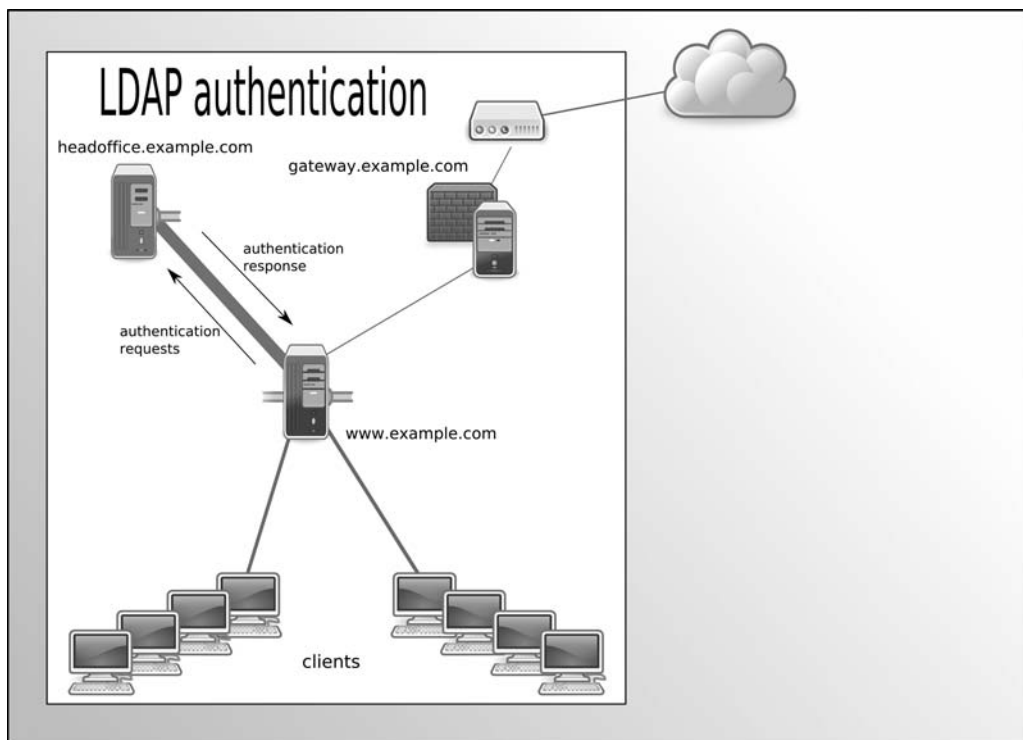 LDAP authentication
headoffice.example.com
gateway.example.com
authentication
response
authentication
requests
www.example.com
clients